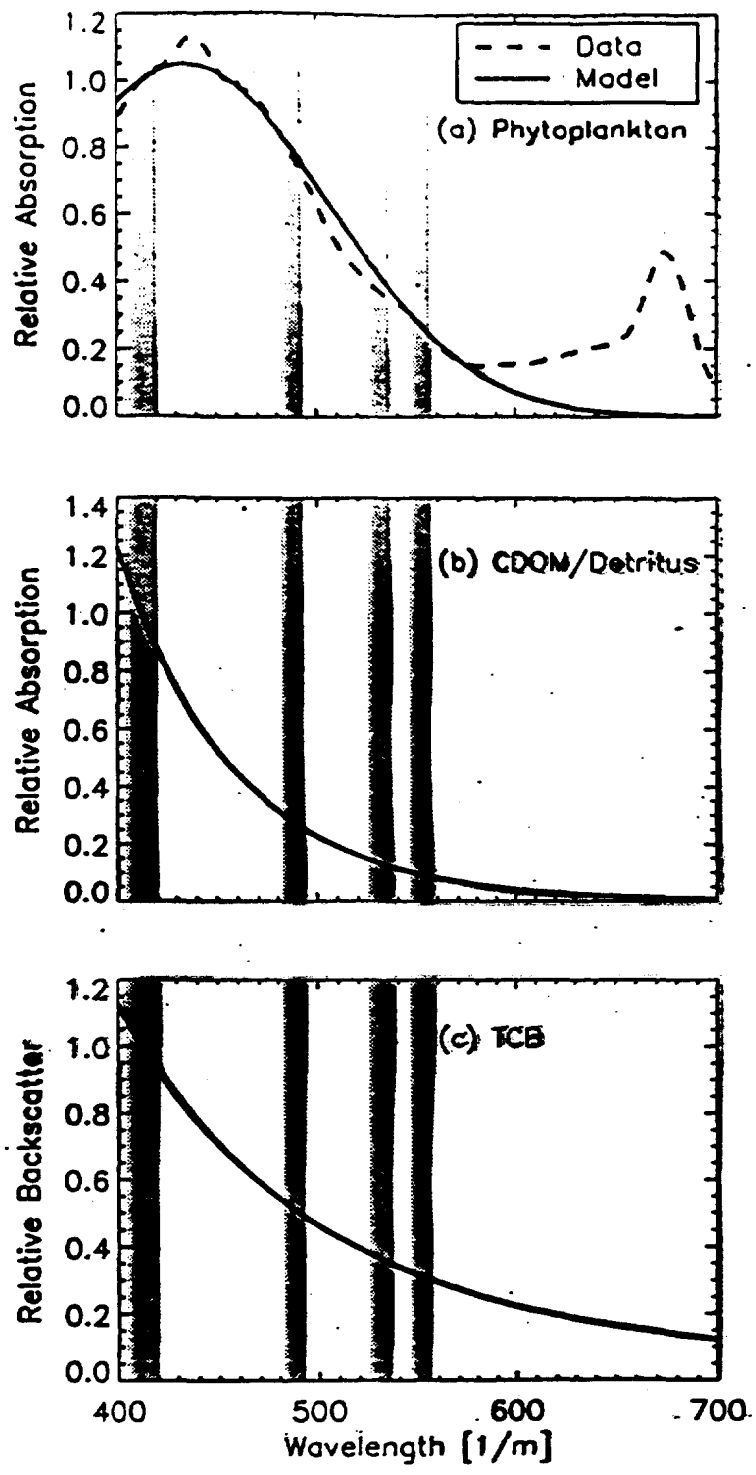 1.2
1.0
0.8
0.6
0.4
0.2
0.0
Relative Absorption
Data
Model
(a) Phytoplankton
1.4
1.2
1.0
0.8
0.6
0.4
0.2
0.0
Relative Absorption
(b) CDOM/Detritus
1.2
1.0
0.8
0.6
0.4
0.2
0.0
Relative Backscatter
(c) TCB
400
500
600
700
Wavelength [1/m]